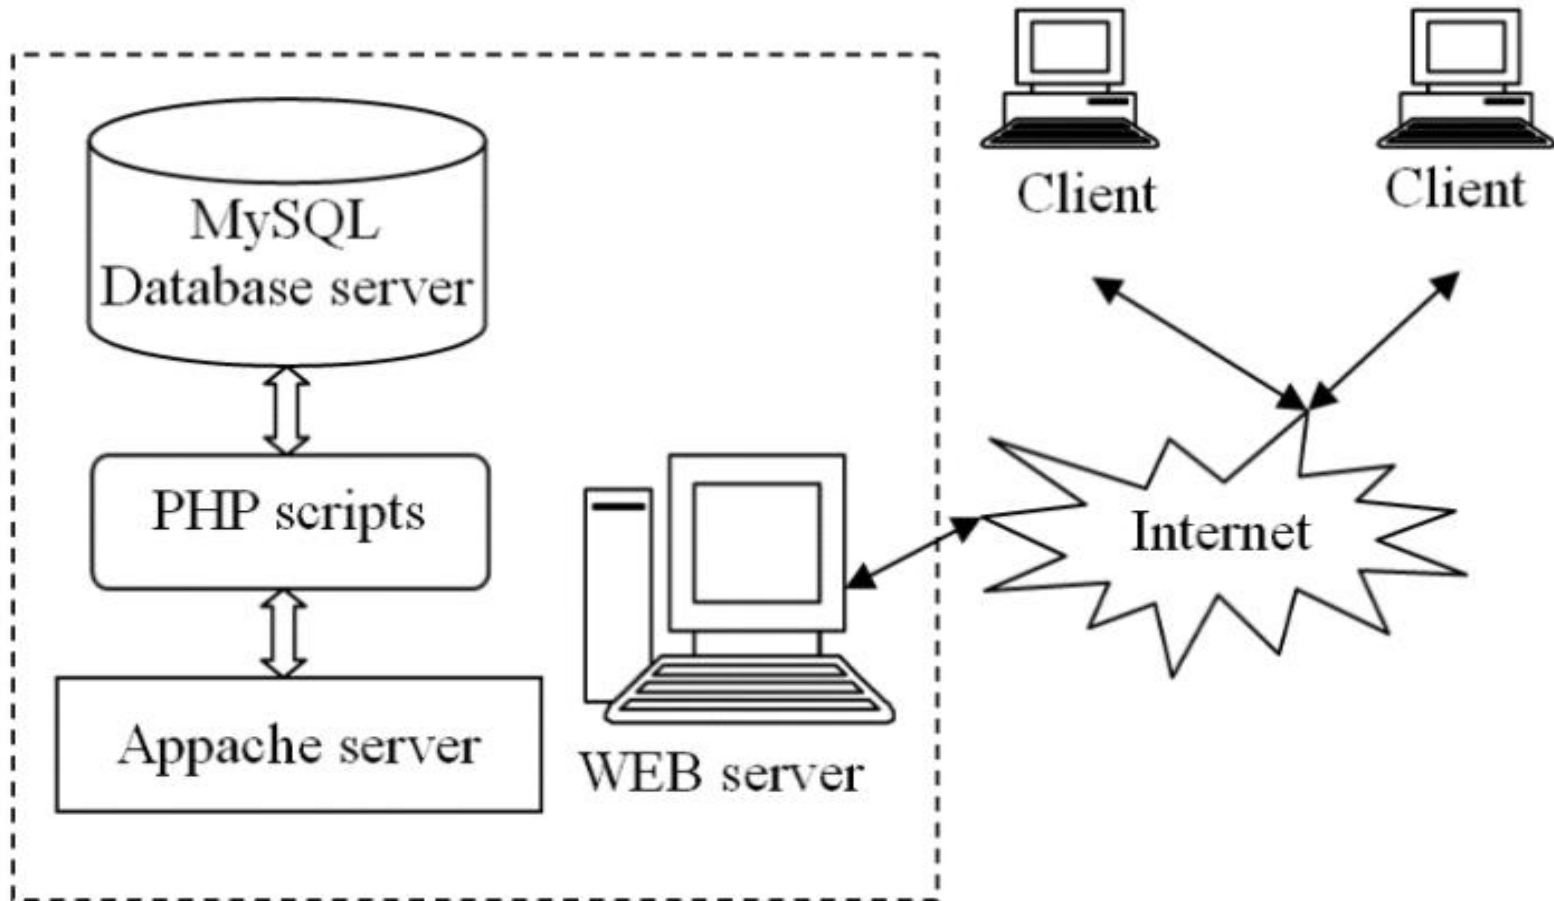 MySQL
Database server
PHP scripts
Appache server
WEB server
Client
Client
Internet